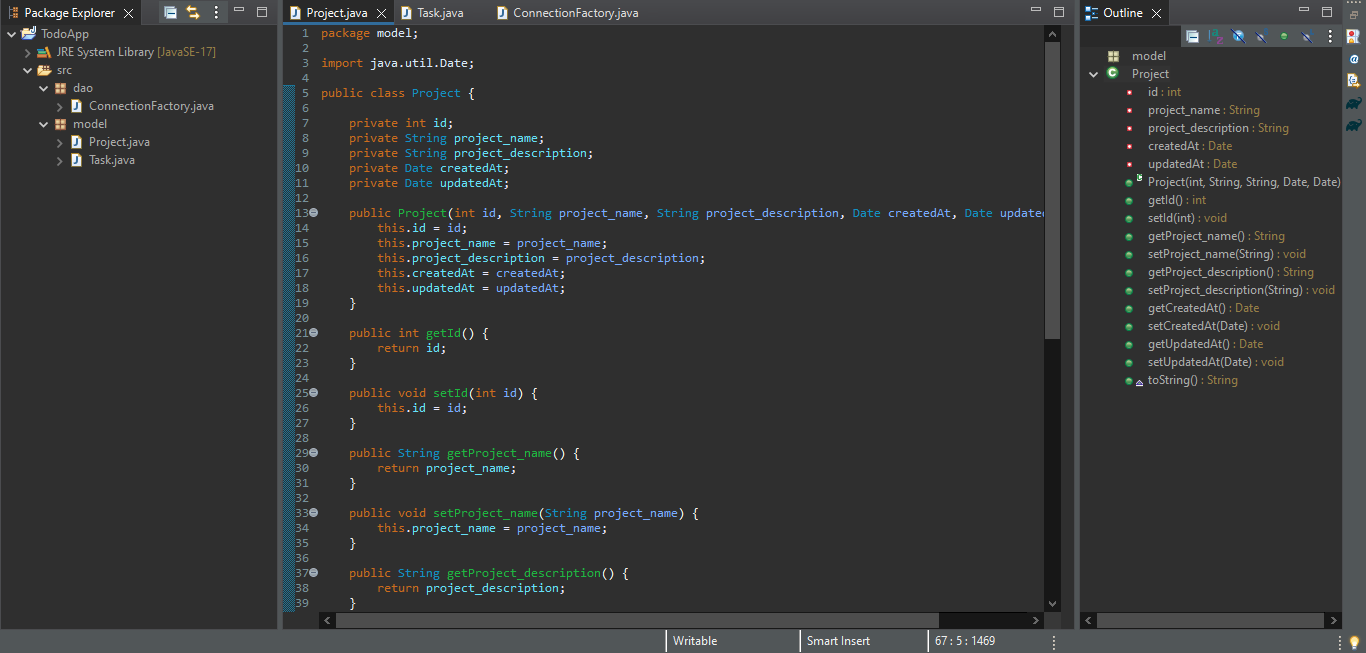 Package Explorer
TodoApp
JRE System Library [JavaSE-17]
src
dao
ConnectionFactory.java
model
Project.java
Task.java
Project.java
Task.java
ConnectionFactory.java
1 package model;
2
3 import java.util.Date;
4
5 public class Project {
6
7 private int id;
8 private String project_name;
9 private String project_description;
10 private Date createdAt;
11 private Date updatedAt;
12
13 public Project(int id, String project_name, String project_description, Date createdAt, Date update
14 this.id = id;
15 this.project_name = project_name;
16 this.project_description = project_description;
17 this.createdAt = createdAt;
18 this.updatedAt = updatedAt;
19 }
20
21 public int getId() {
22 return id;
23 }
24
25 public void setId(int id) {
26 this.id = id;
27 }
28
29 public String getProject_name() {
30 return project_name;
31 }
32
33 public void setProject_name(String project_name) {
34 this.project_name = project_name;
35 }
36
37 public String getProject_description() {
38 return project_description;
39 }
Outline
model
Project
id : int
project_name : String
project_description : String
createdAt : Date
updatedAt : Date
Project(int, String, String, Date, Date)
getId() : int
setId(int) : void
getProject_name() : String
setProject_name(String) : void
getProject_description() : String
setProject_description(String) : void
getCreatedAt() : Date
setCreatedAt(Date) : void
getUpdatedAt() : Date
setUpdatedAt(Date) : void
toString() : String
Writable
Smart Insert
67 : 5 : 1469